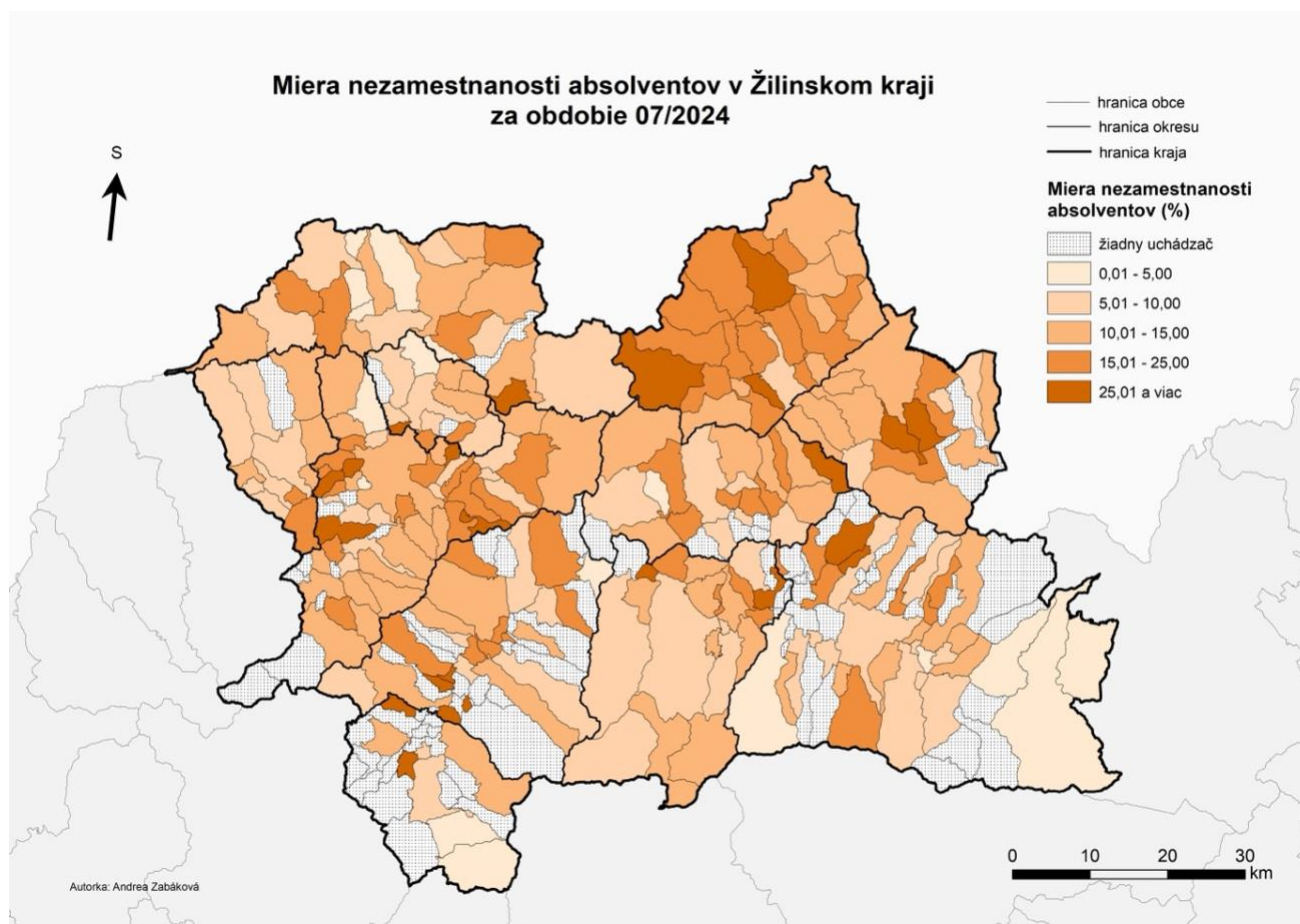 Miera nezamestnanosti absolventov v Žilinskom kraji
za obdobie 07/2024
S
hranica obce
hranica okresu
hranica kraja
Miera nezamestnanosti
absolventov (%)
žiadny uchádzač
0,01 - 5,00
5,01 - 10,00
10,01 - 15,00
15,01 - 25,00
25,01 a viac
0 10 20 30
km
Autorka: Andrea Zabáková